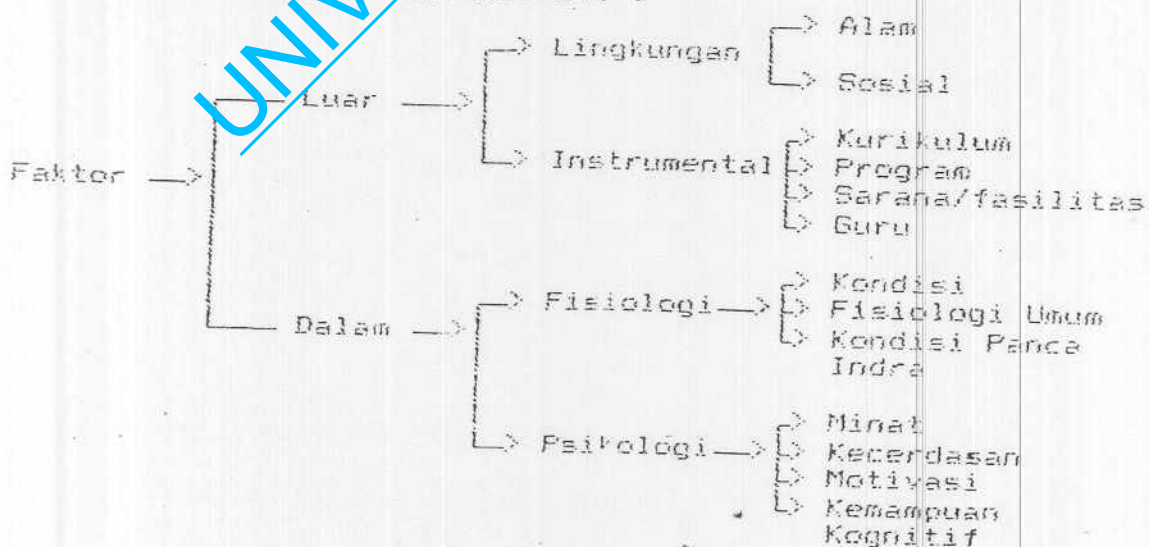 UNIV
Alam
Lingkungan
Sosial
Luar
Kurikulum
Faktor
Instrumental
Program
Sarana/fasilitas
Guru
Kondisi
Fisiologi
Fisiologi Umum
Dalam
Kondisi Panca
Indra
Minat
Psikologi
Kecerdasan
Motivasi
Kemampuan
Kognitif